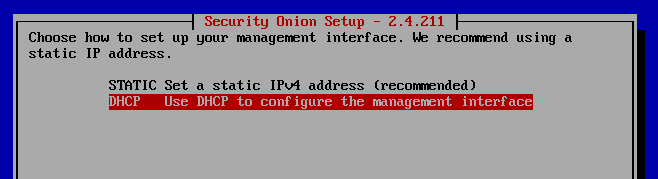 Security Onion Setup - 2.4.211
Choose how to set up your management interface. We recommend using a
static IP address.
STATIC Set a static IPv4 address (recommended)
DHCP Use DHCP to configure the management interface